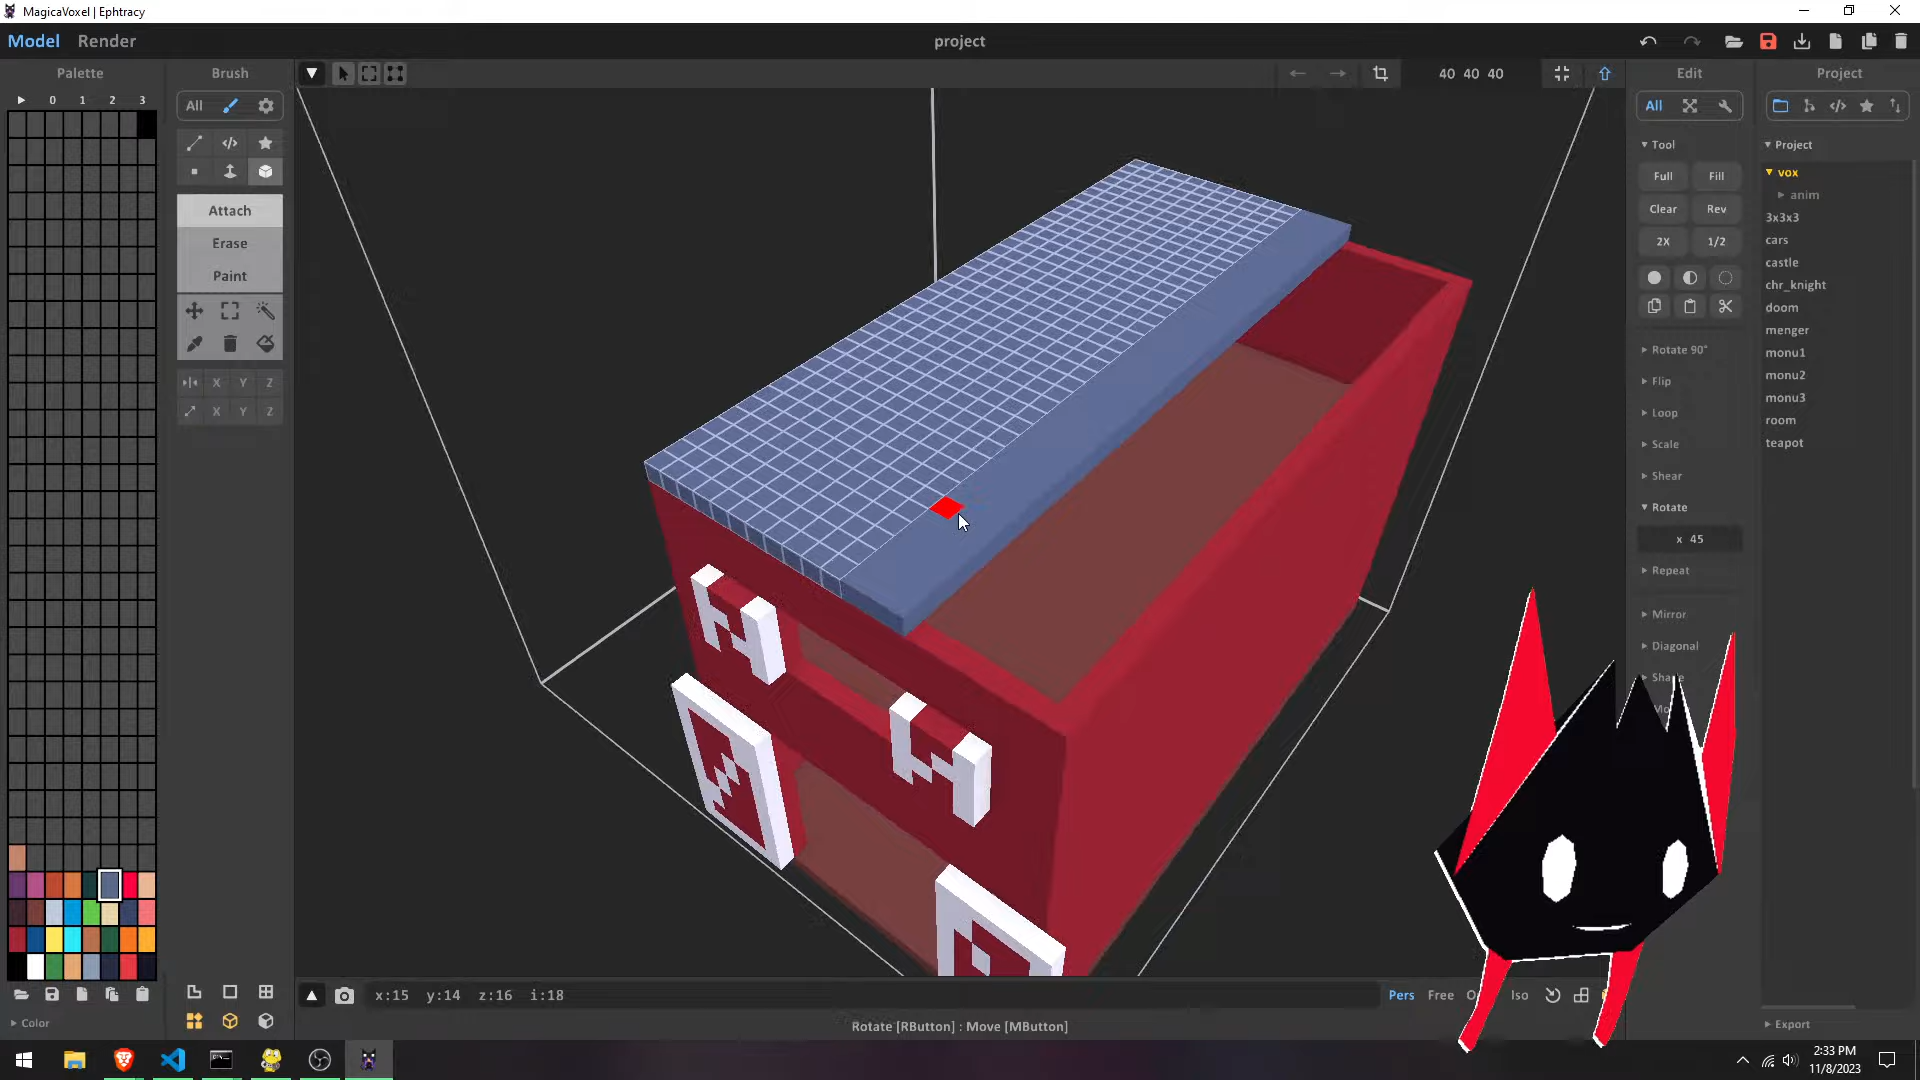 MagicaVoxel | Ephtracy
Model Render
project
Palette
Brush
40 40 40
Edit
Project
0 1 2 3
All
All
Tool
Project
Full Fill
vox
anim
Clear Rev
3x3x3
Attach
2X 1/2
cars
Erase
castle
Paint
chr_knight
doom
menger
Rotate 90°
monu1
Flip
monu2
X Y Z
monu3
X Y Z
Loop
room
Scale
teapot
Shear
Rotate
x 45
Repeat
Mirror
Diagonal
x:15 y:14 z:16 i:18
Pers Free Iso
Color
Rotate [RButton] : Move [MButton]
Export
2:33 PM
11/8/2023